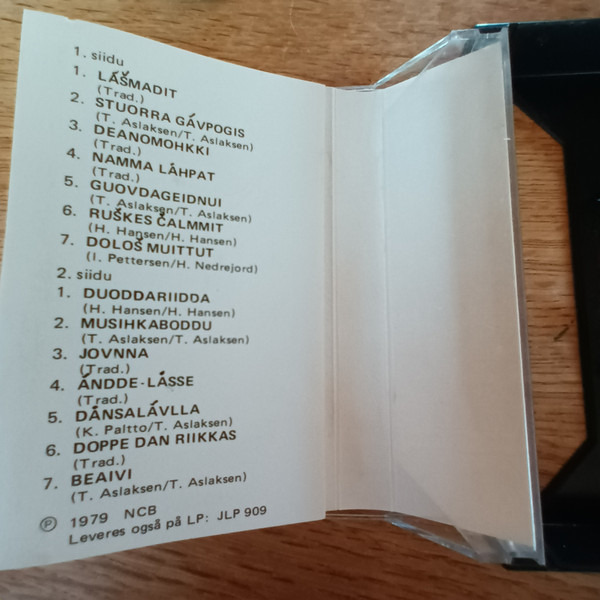 1. siidu
1. LÁŠMADIT
(Trad.)
2. STUORRA GÁVPOGIS
(T. Aslaksen/T. Aslaksen)
3. DEANOMOHKKI
(Trad.)
4. NAMMA LÅHPAT
(Trad.)
5. GUOVDAGEIDNUI
(T. Aslaksen/T. Aslaksen)
6. RUŠKES ČALMMIT
(H. Hansen/H. Hansen)
7. DOLOŠ MUITTUT
(I. Pettersen/H. Nedrejord)
2. siidu
1. DUODDARIIDDA
(H. Hansen/H. Hansen)
2. MUSIHKABODDU
(T. Aslaksen/T. Aslaksen)
3. JOVNNA
(Trad.)
4. ÁNDDE-LÁSSE
(Trad.)
5. DÅNSALÁVLLA
(K. Paltto/T. Aslaksen)
6. DOPPE DAN RIIKKAS
(Trad.)
7. BEAIVI
(T. Aslaksen/T. Aslaksen)
Ⓟ 1979 NCB
Leveres også på LP: JLP 909